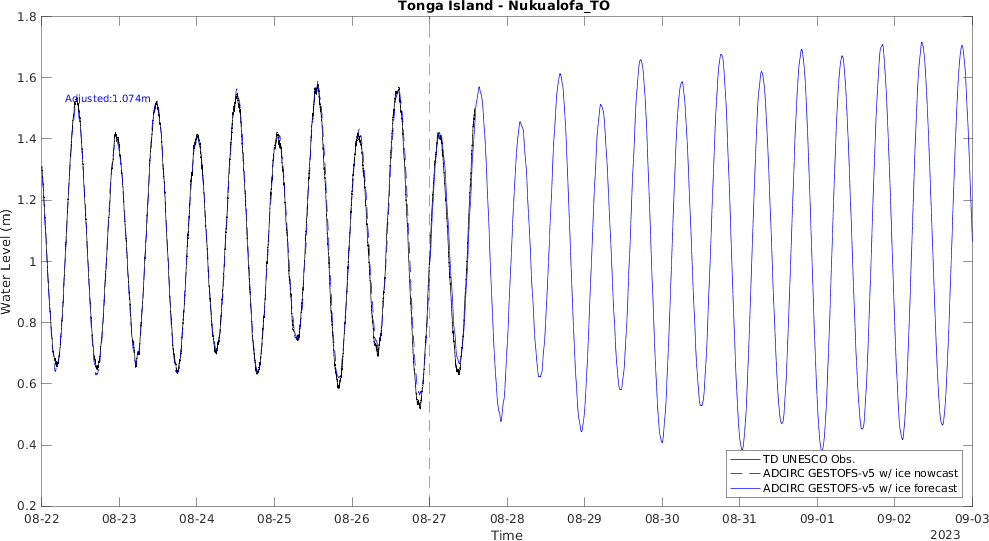 Tonga Island - Nukualofa_TO
1.8
1.6
1.4
1.2
1
0.8
0.6
0.4
0.2
Water Level (m)
Adjusted:1.074m
TD UNESCO Obs.
ADCIRC GESTOFS-v5 w/ ice nowcast
ADCIRC GESTOFS-v5 w/ ice forecast
08-22 08-23 08-24 08-25 08-26 08-27 08-28 08-29 08-30 08-31 09-01 09-02 09-03
Time
2023